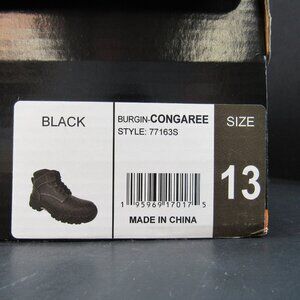 BLACK
BURGIN-CONGAREE
STYLE: 77163S
SIZE
13
1 95969 17017 5
MADE IN CHINA